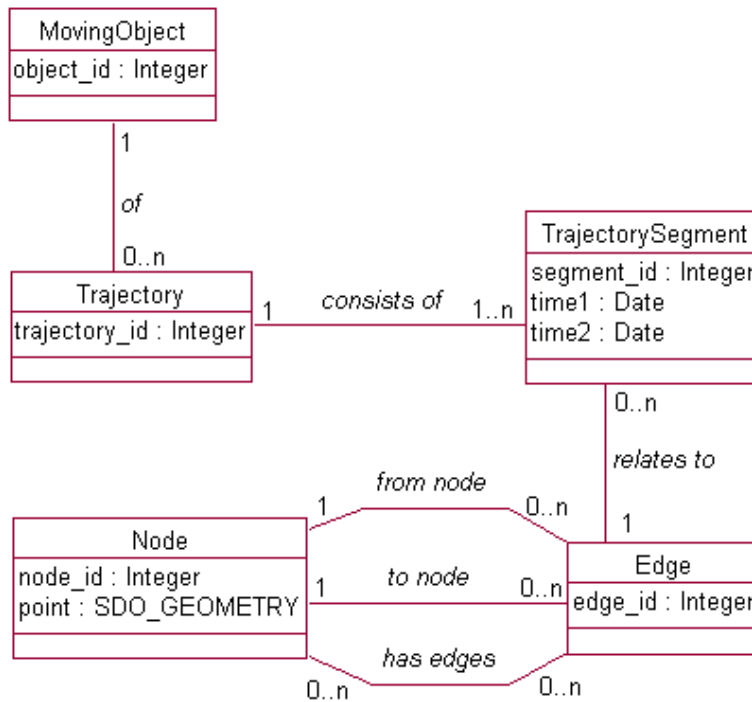 MovingObject
object_id : Integer
1
of
0..n
Trajectory
trajectory_id : Integer
1
consists of
1..n
TrajectorySegment
segment_id : Integer
time1 : Date
time2 : Date
0..n
relates to
1
from node
1
0..n
Node
node_id : Integer
point : SDO_GEOMETRY
1
to node
0..n
Edge
edge_id : Integer
has edges
0..n
0..n